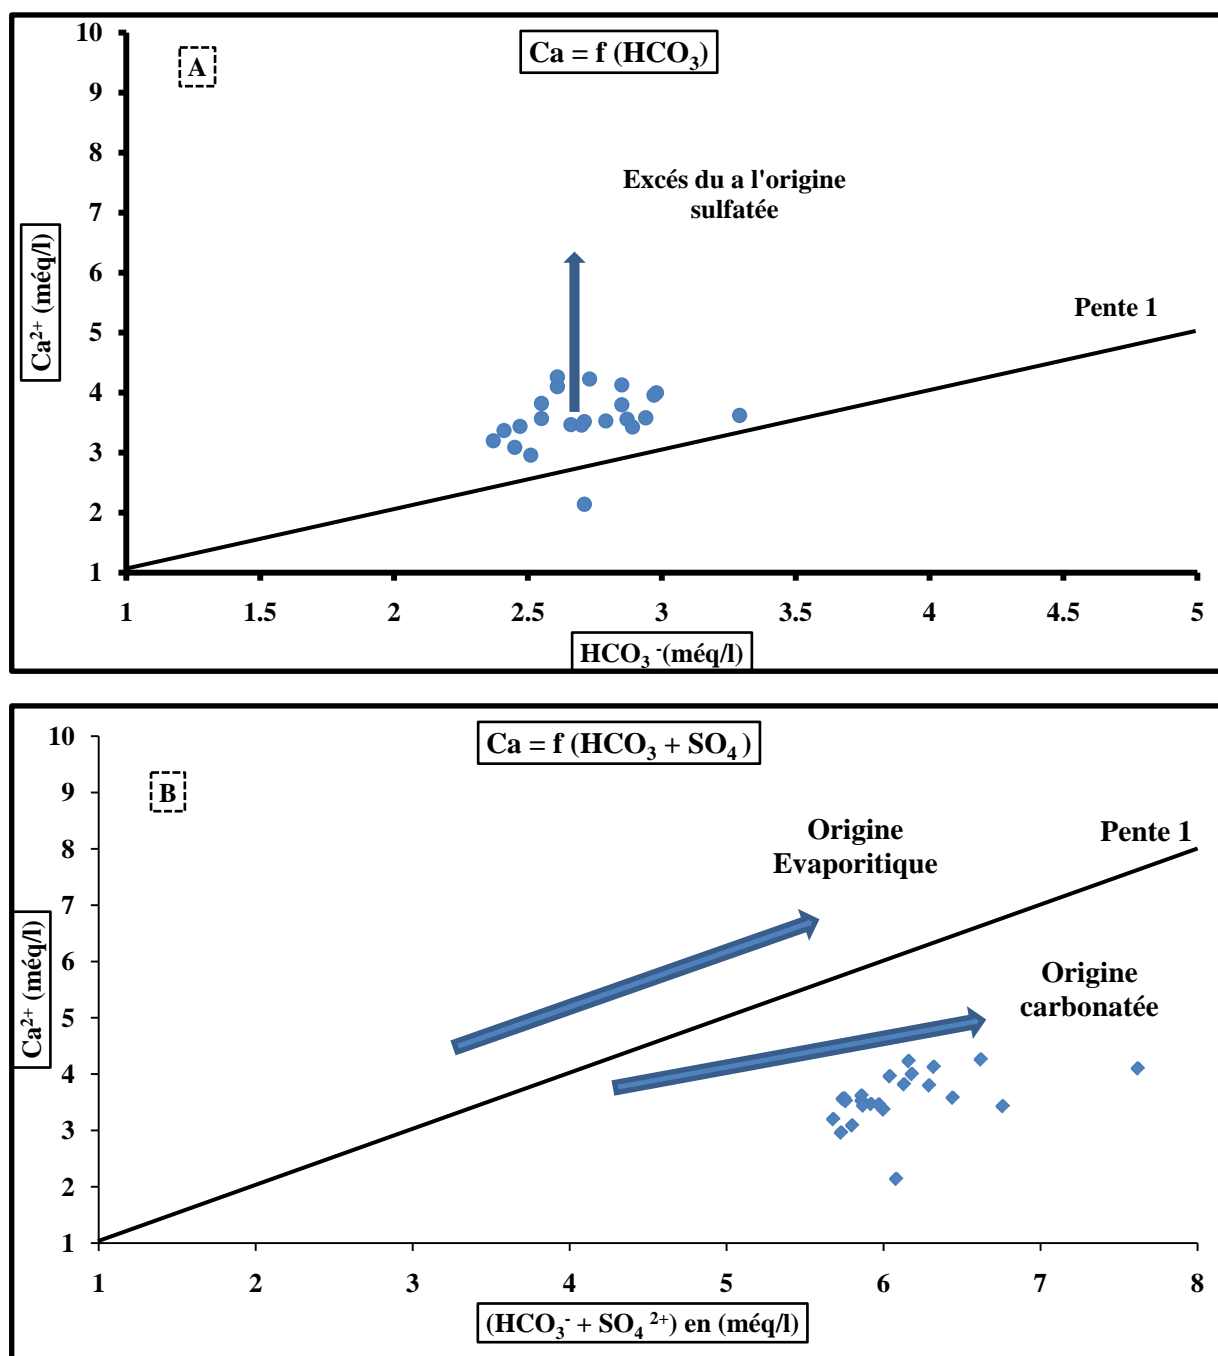 Ca = f (HCO₃)
A
10
9
8
7
6
5
4
3
2
1
Ca²⁺ (méq/l)
Excés du a l'origine
sulfatée
Pente 1
1 1.5 2 2.5 3 3.5 4 4.5 5
HCO₃⁻(méq/l)
Ca = f (HCO₃ + SO₄ )
B
10
9
8
7
6
5
4
3
2
1
Ca²⁺ (méq/l)
Origine
Evaporitique
Pente 1
Origine
carbonatée
1 2 3 4 5 6 7 8
(HCO₃⁻ + SO₄ ²⁺) en (méq/l)